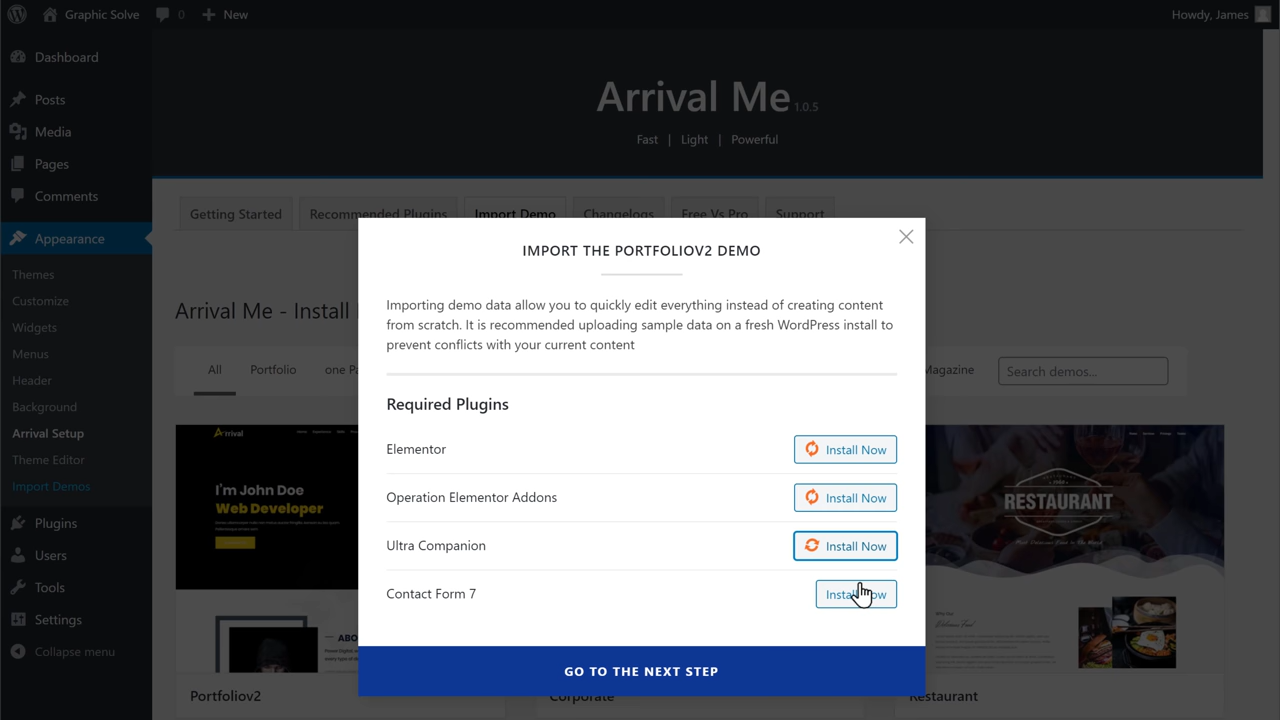 Graphic Solve
0
New
Howdy, James
Dashboard
Posts
Media
Pages
Comments
Appearance
Themes
Customize
Widgets
Menus
Header
Background
Arrival Setup
Theme Editor
Import Demos
Plugins
Users
Tools
Settings
Collapse menu
Arrival Me 1.0.5
Fast | Light | Powerful
Getting Started
Recommended Plugins
Import Demo
Changelogs
Free Vs Pro
Support
Arrival Me - Install
All
Portfolio
one Pa
Magazine
Search demos...
IMPORT THE PORTFOLIOV2 DEMO
Importing demo data allow you to quickly edit everything instead of creating content
from scratch. It is recommended uploading sample data on a fresh WordPress install to
prevent conflicts with your current content
Required Plugins
Elementor
Install Now
Operation Elementor Addons
Install Now
Ultra Companion
Install Now
Contact Form 7
Install Now
GO TO THE NEXT STEP
Arrival
I'm John Doe
Web Developer
ABO
Portfoliov2
Corporate
RESTAURANT
Restaurant